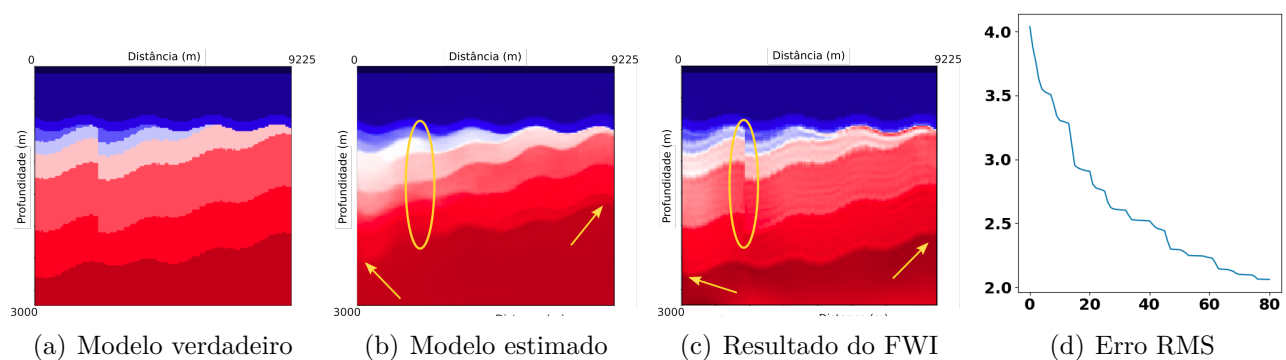 0
Distância (m)
9225
Profundidade (m)
3000
(a) Modelo verdadeiro
0
Distância (m)
9225
Profundidade (m)
3000
(b) Modelo estimado
0
Distância (m)
9225
Profundidade (m)
3000
(c) Resultado do FWI
4.0
3.5
3.0
2.5
2.0
0
20
40
60
80
(d) Erro RMS